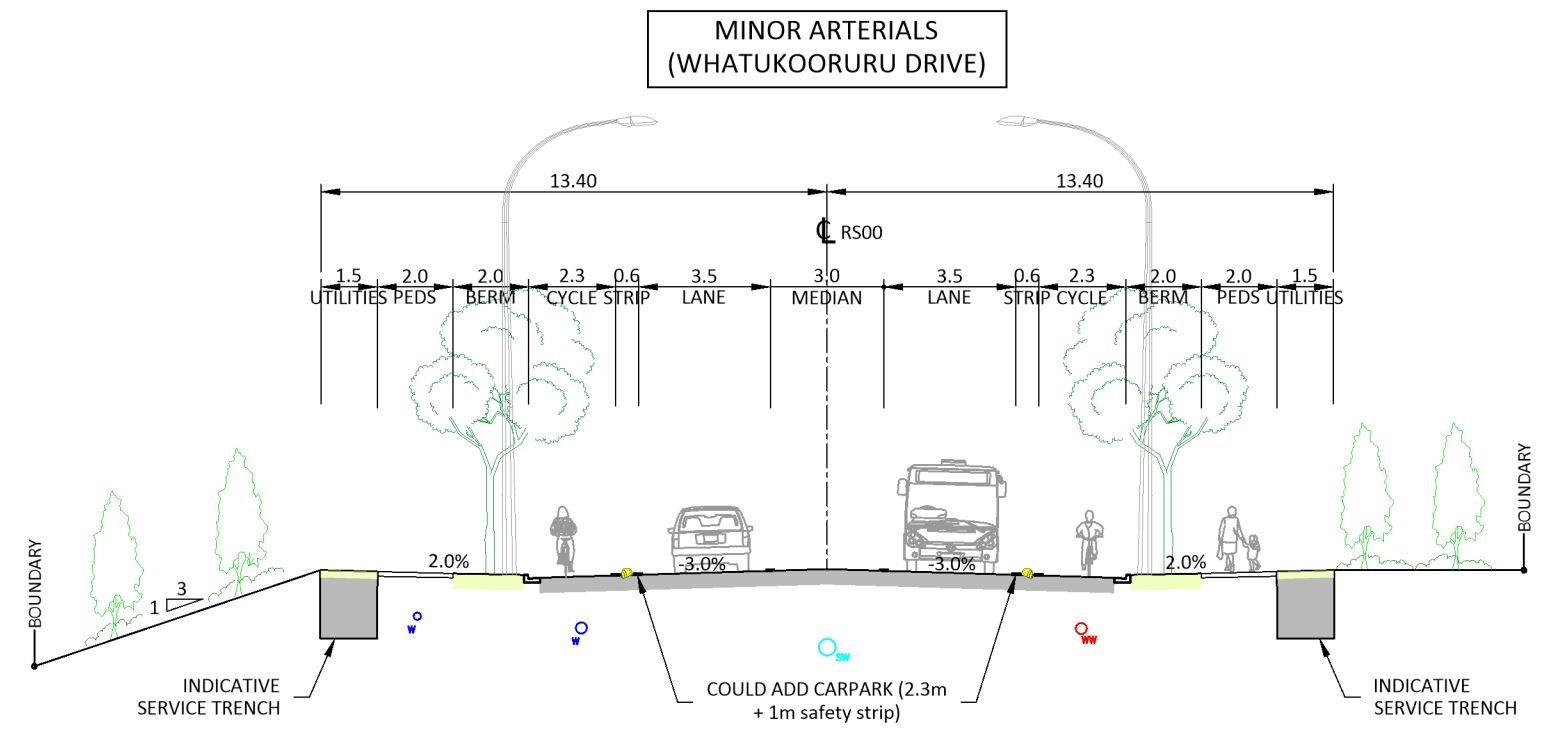 MINOR ARTERIALS
(WHATUKOORURU DRIVE)
13.40 13.40
℄ RS00
1.5 2.0 2.0 2.3 0.6 3.5 3.0 3.5 0.6 2.3 2.0 2.0 1.5
UTILITIES PEDS BERM CYCLE STRIP LANE MEDIAN LANE STRIP CYCLE BERM PEDS UTILITIES
BOUNDARY
BOUNDARY
2.0% -3.0% -3.0% 2.0%
3
1
W
W
SW
WW
INDICATIVE
SERVICE TRENCH
COULD ADD CARPARK (2.3m
+ 1m safety strip)
INDICATIVE
SERVICE TRENCH